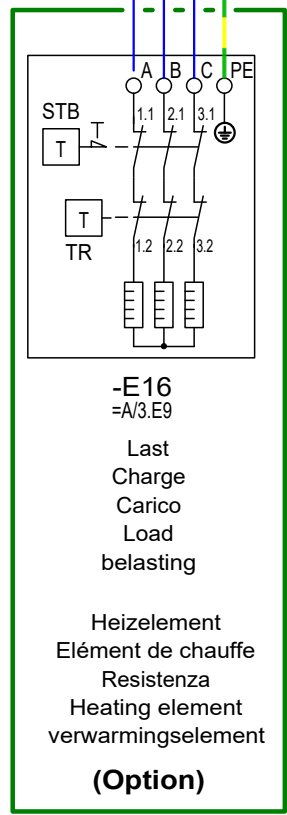 A B C PE
STB
1.1 2.1 3.1
T
T
T
TR
1.2 2.2 3.2
-E16
=A/3.E9
Last
Charge
Carico
Load
belasting
Heizelement
Elément de chauffe
Resistenza
Heating element
verwarmingselement
(Option)